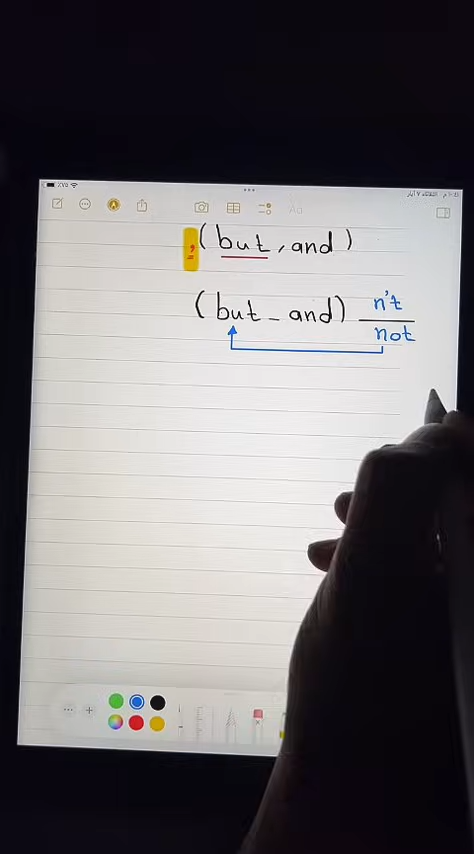 , (but, and)
(but - and) n't
not